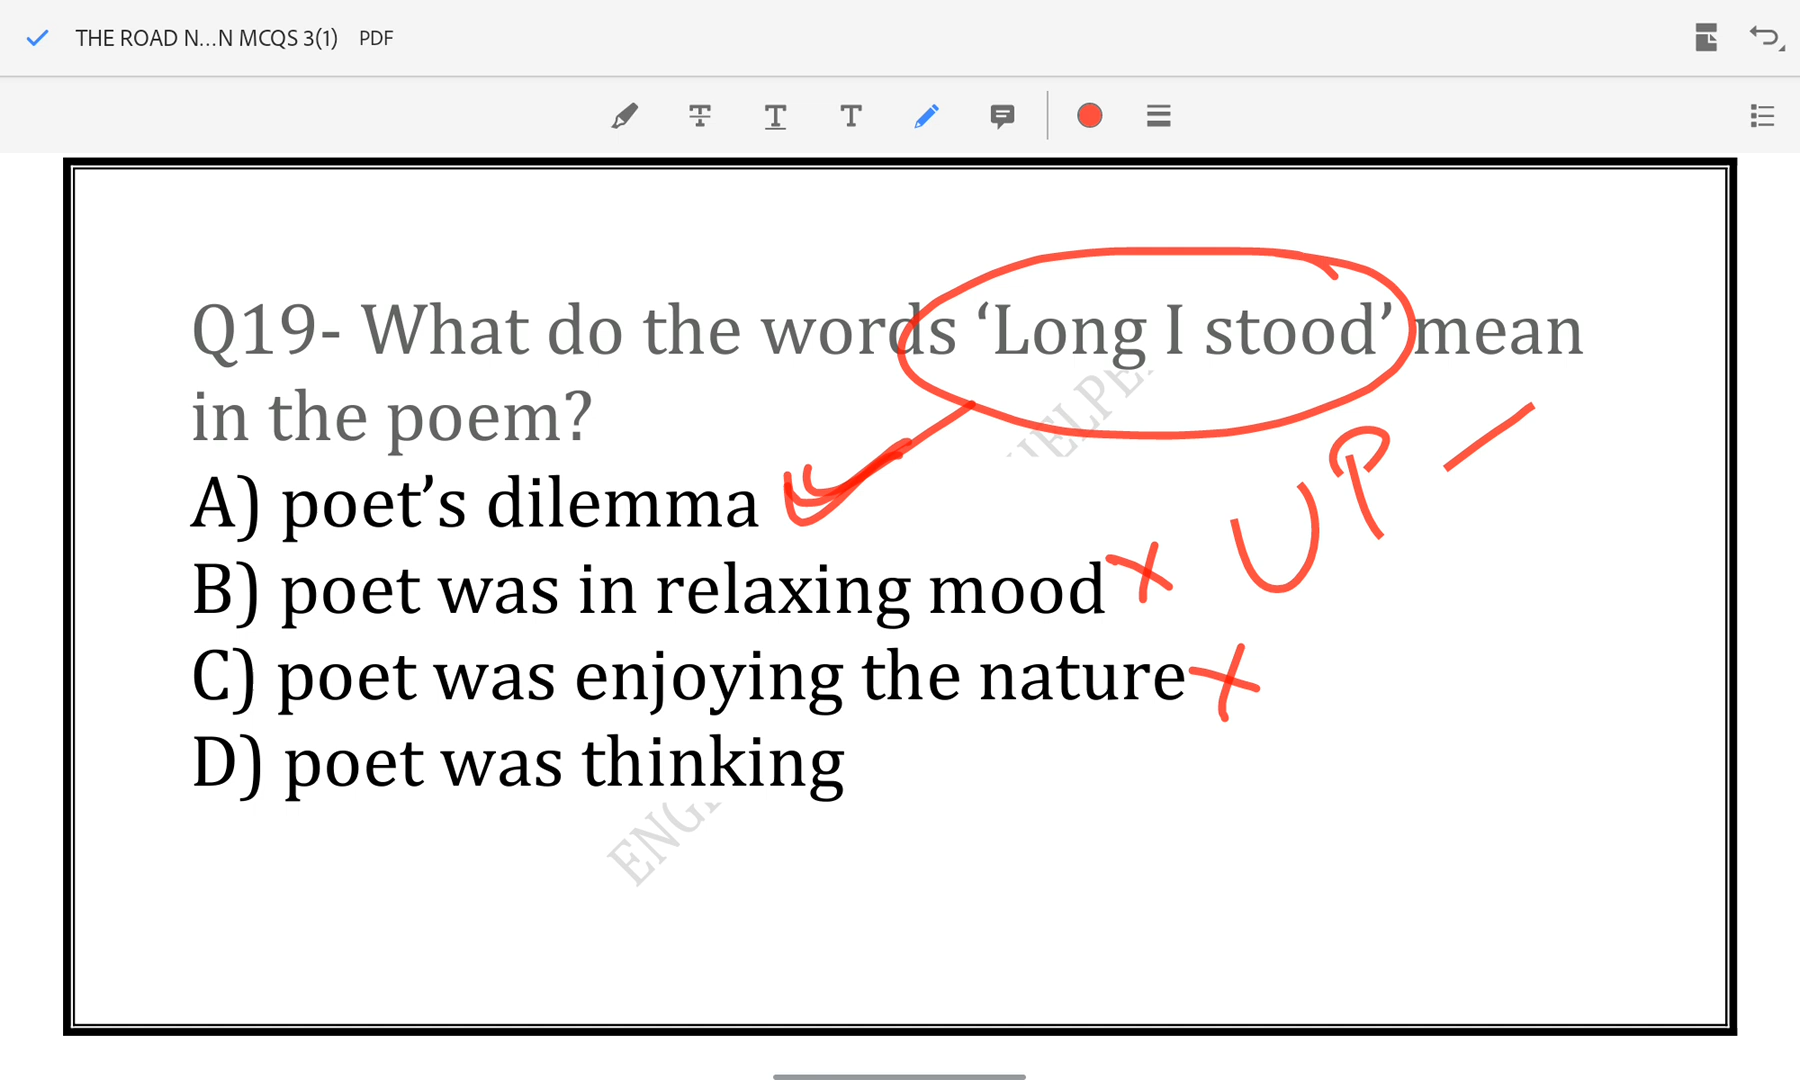 THE ROAD N...N MCQS 3(1) PDF
Q19- What do the words ‘Long I stood’ mean
in the poem?
A) poet’s dilemma
B) poet was in relaxing mood
C) poet was enjoying the nature
D) poet was thinking
UP -